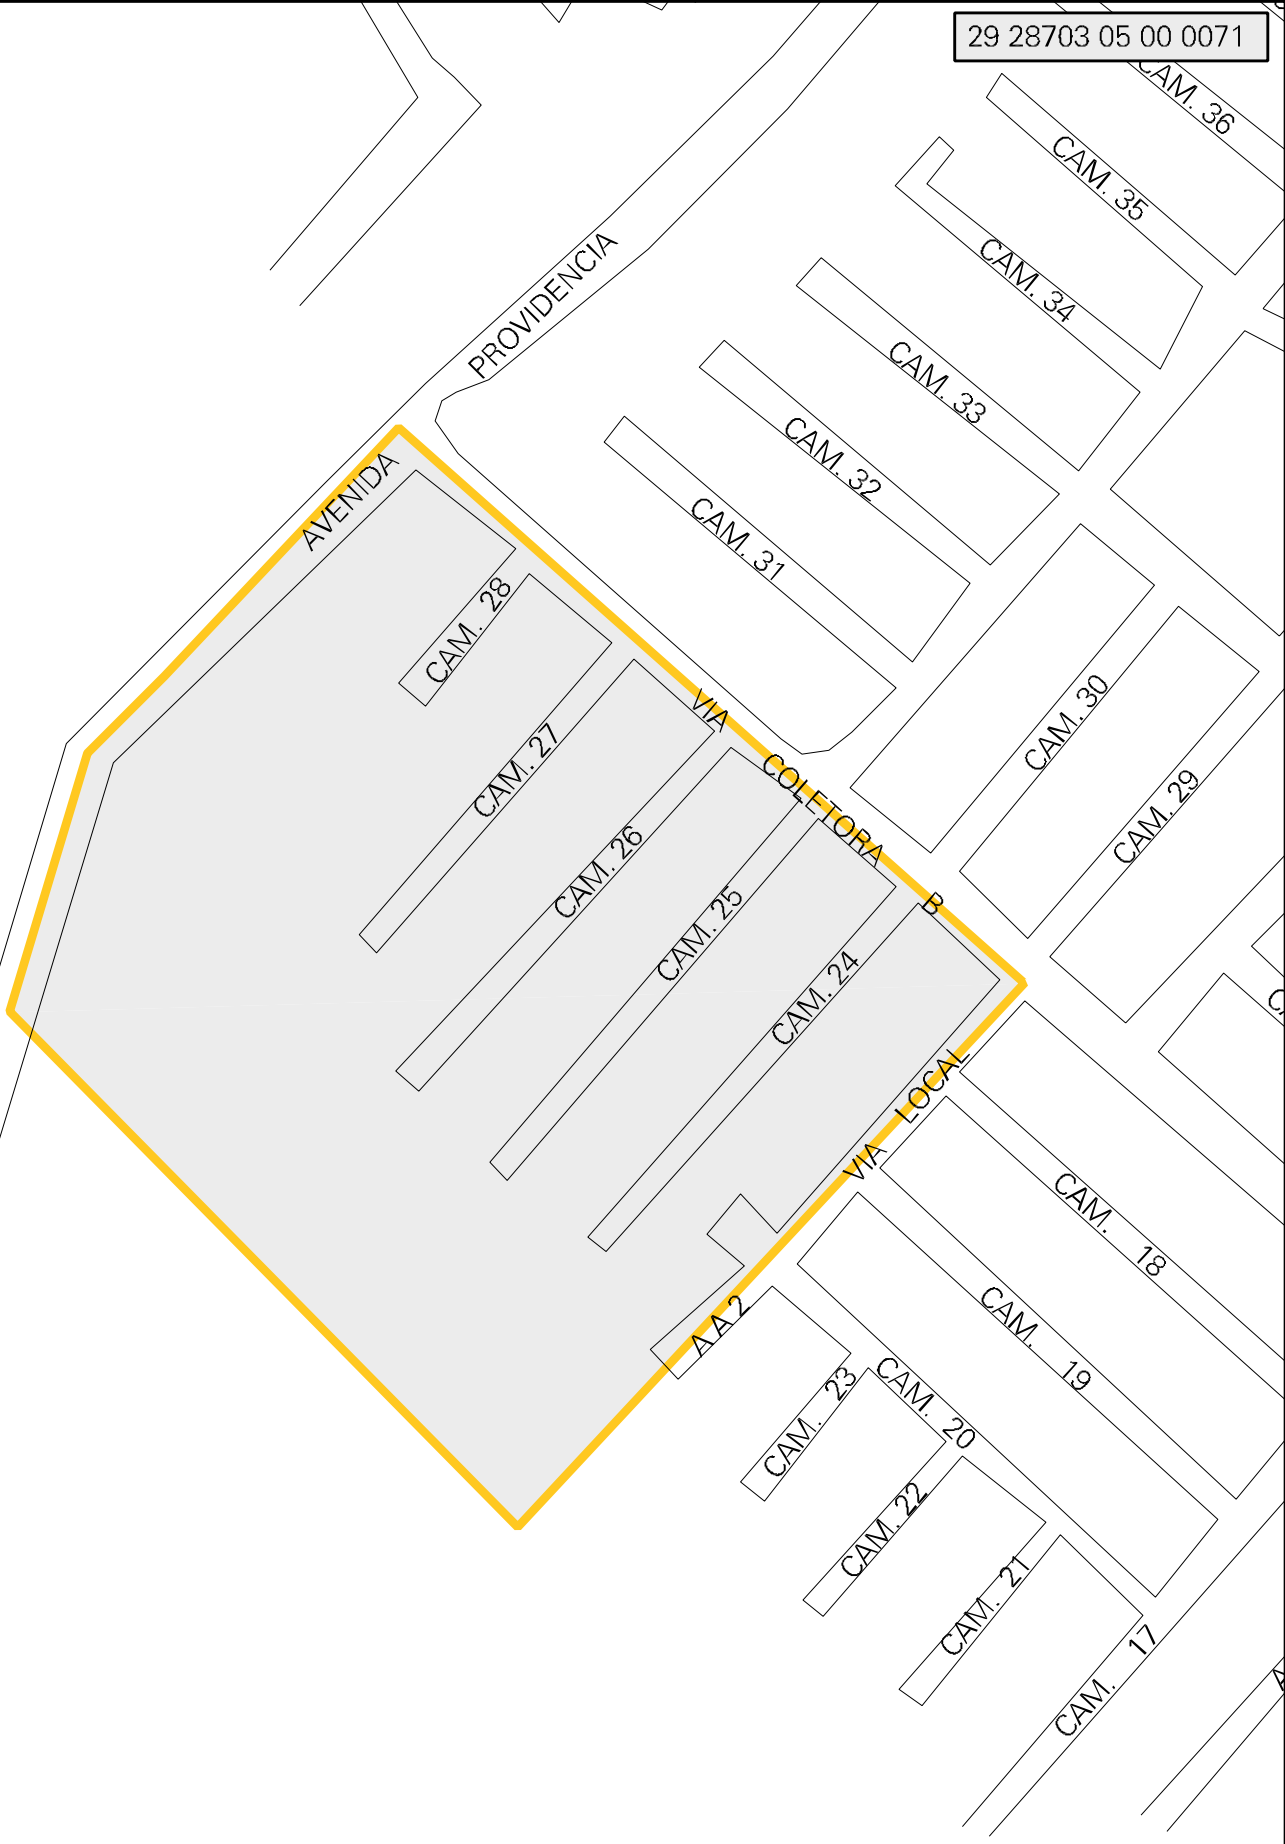 29 28703 05 00 0071
CAM. 36
CAM. 35
CAM. 34
CAM. 33
CAM. 32
CAM. 31
AVENIDA PROVIDENCIA
CAM. 28
CAM. 27
CAM. 26
CAM. 25
CAM. 24
VIA COLETORA B
CAM. 30
CAM. 29
VIA LOCAL A A 2
CAM. 18
CAM. 19
CAM. 20
CAM. 23
CAM. 22
CAM. 21
CAM. 17